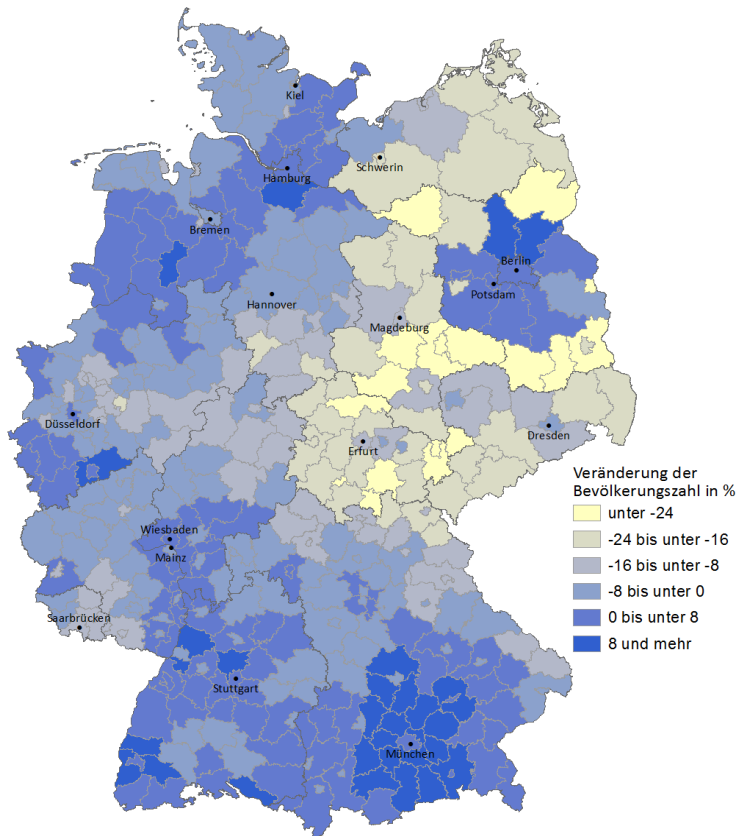 Kiel
Schwerin
Hamburg
Bremen
Berlin
Potsdam
Hannover
Magdeburg
Düsseldorf
Dresden
Erfurt
Wiesbaden
Mainz
Saarbrücken
Stuttgart
München
Veränderung der
Bevölkerungszahl in %
unter -24
-24 bis unter -16
-16 bis unter -8
-8 bis unter 0
0 bis unter 8
8 und mehr